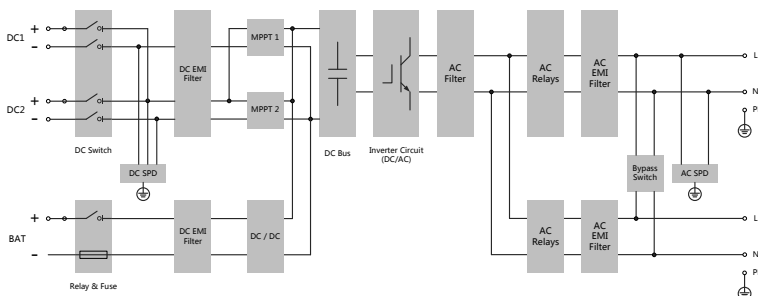 DC1
+
−
DC2
+
−
DC Switch
DC SPD
DC EMI
Filter
MPPT 1
MPPT 2
DC Bus
Inverter Circuit
(DC/AC)
AC
Filter
AC
Relays
AC
EMI
Filter
L
N
Bypass
Switch
AC SPD
BAT
+
−
Relay & Fuse
DC EMI
Filter
DC / DC
AC
Relays
AC
EMI
Filter
L
N